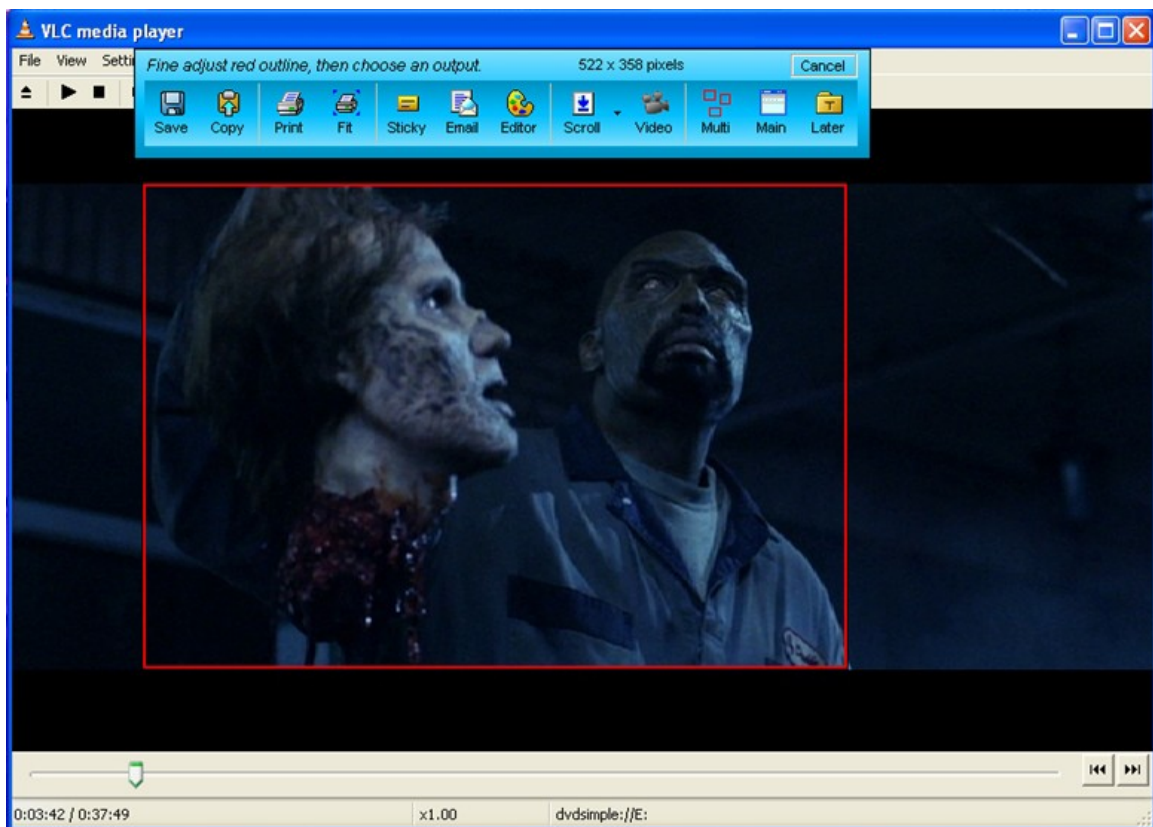 VLC media player
File View Setti
Fine adjust red outline, then choose an output. 522 x 358 pixels Cancel
Save Copy Print Fit Sticky Email Editor Scroll Video Multi Main Later
0:03:42 / 0:37:49 x1.00 dvdsimple://E: